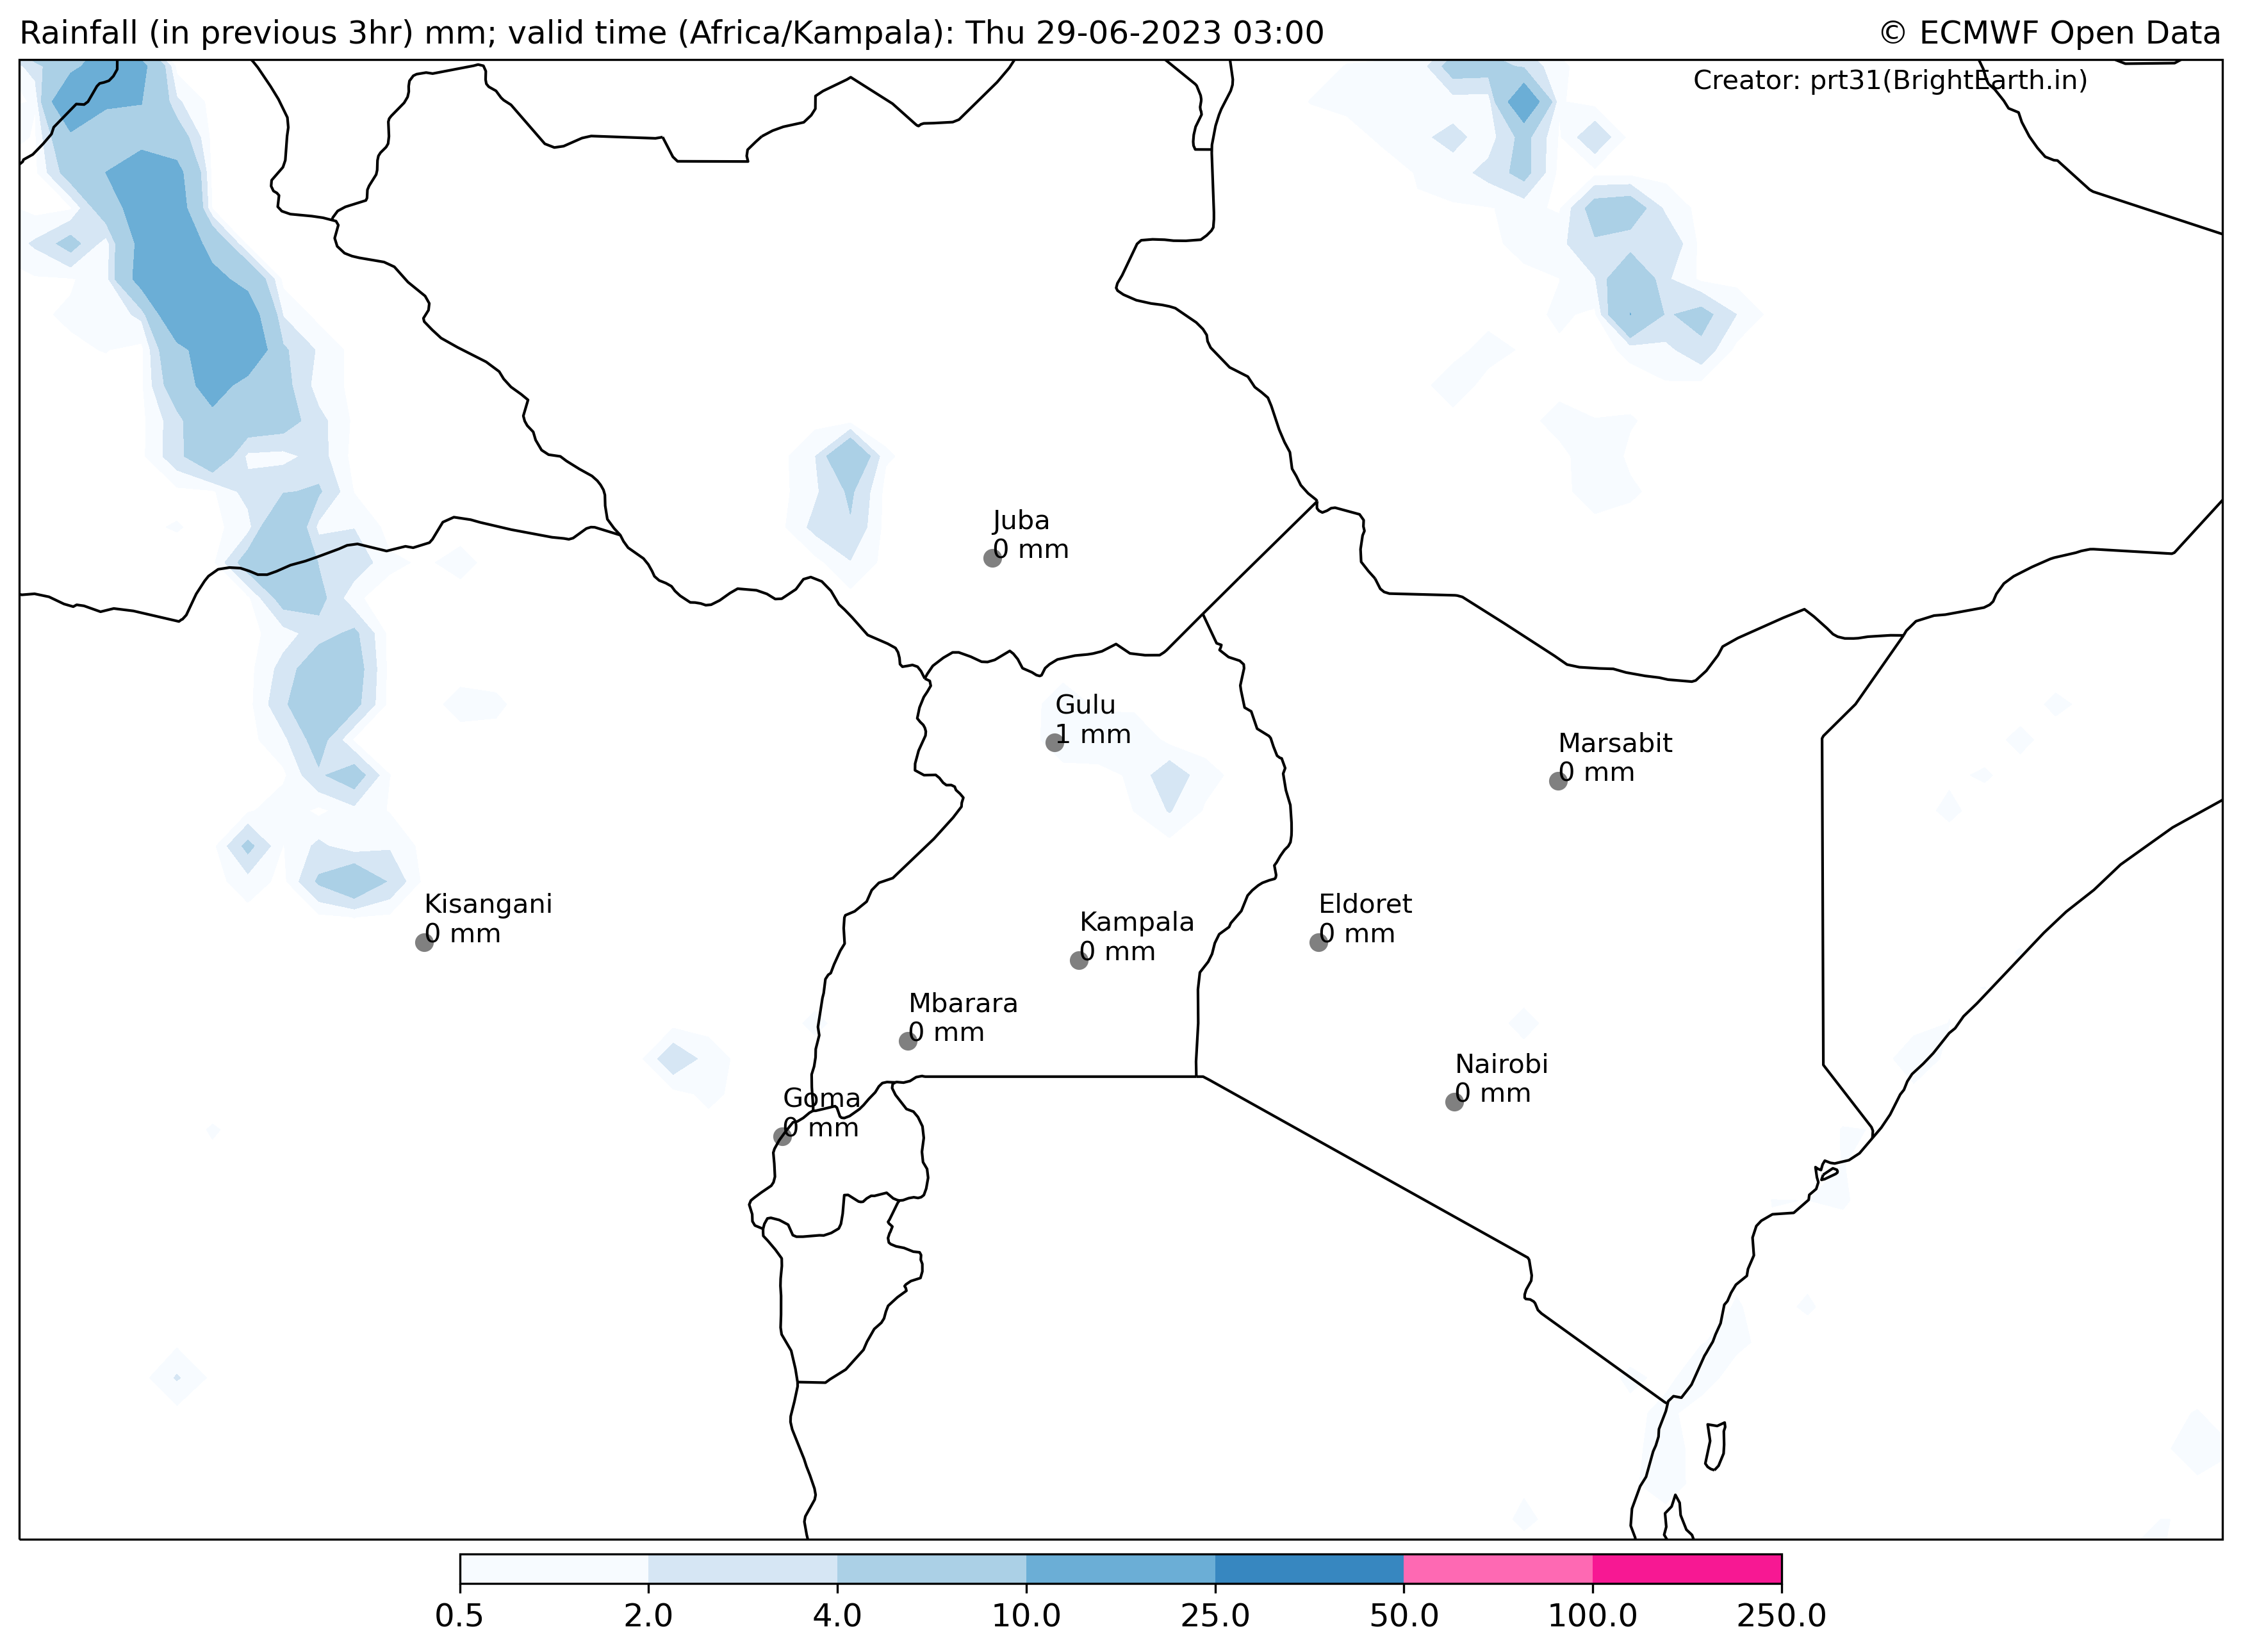 Rainfall (in previous 3hr) mm; valid time (Africa/Kampala): Thu 29-06-2023 03:00
© ECMWF Open Data
Creator: prt31(BrightEarth.in)
Juba
0 mm
Gulu
1 mm
Marsabit
0 mm
Kisangani
0 mm
Kampala
0 mm
Eldoret
0 mm
Mbarara
0 mm
Nairobi
0 mm
Goma
0 mm
0.5 2.0 4.0 10.0 25.0 50.0 100.0 250.0